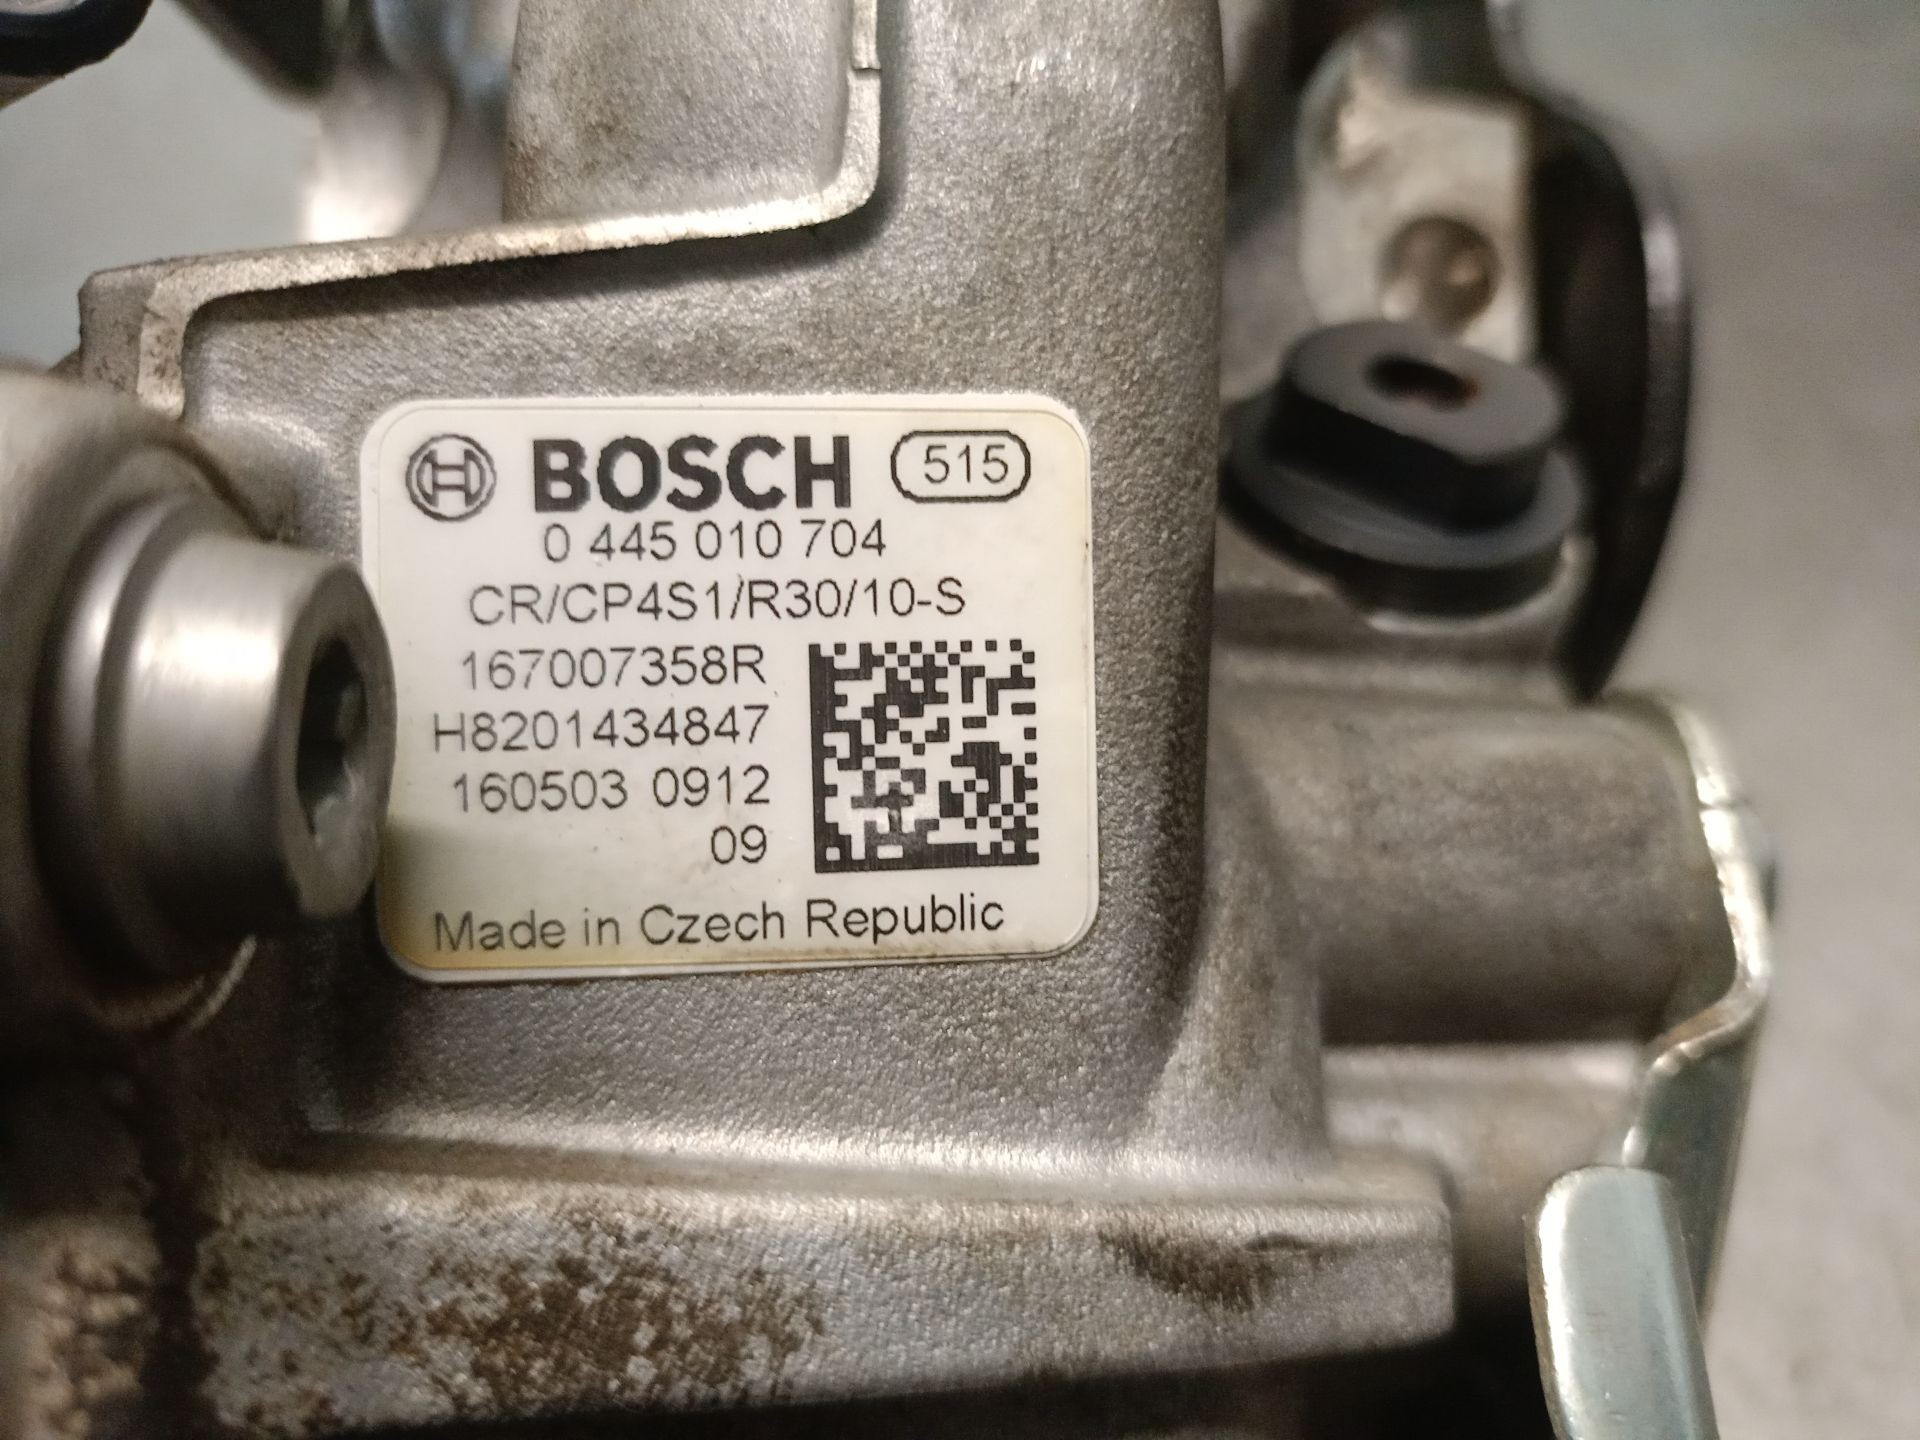 BOSCH 515
0 445 010 704
CR/CP4S1/R30/10-S
167007358R
H8201434847
160503 0912
09
Made in Czech Republic